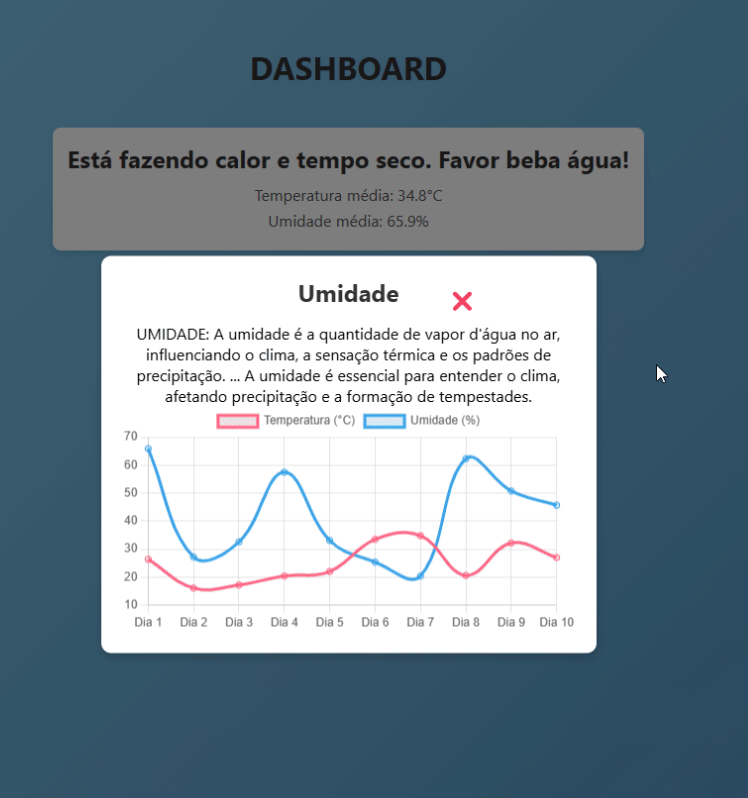 DASHBOARD
Está fazendo calor e tempo seco. Favor beba água!
Temperatura média: 34.8°C
Umidade média: 65.9%
Umidade
UMIDADE: A umidade é a quantidade de vapor d'água no ar,
influenciando o clima, a sensação térmica e os padrões de
precipitação. ... A umidade é essencial para entender o clima,
afetando precipitação e a formação de tempestades.
Temperatura (°C) Umidade (%)
70
60
50
40
30
20
10
Dia 1 Dia 2 Dia 3 Dia 4 Dia 5 Dia 6 Dia 7 Dia 8 Dia 9 Dia 10